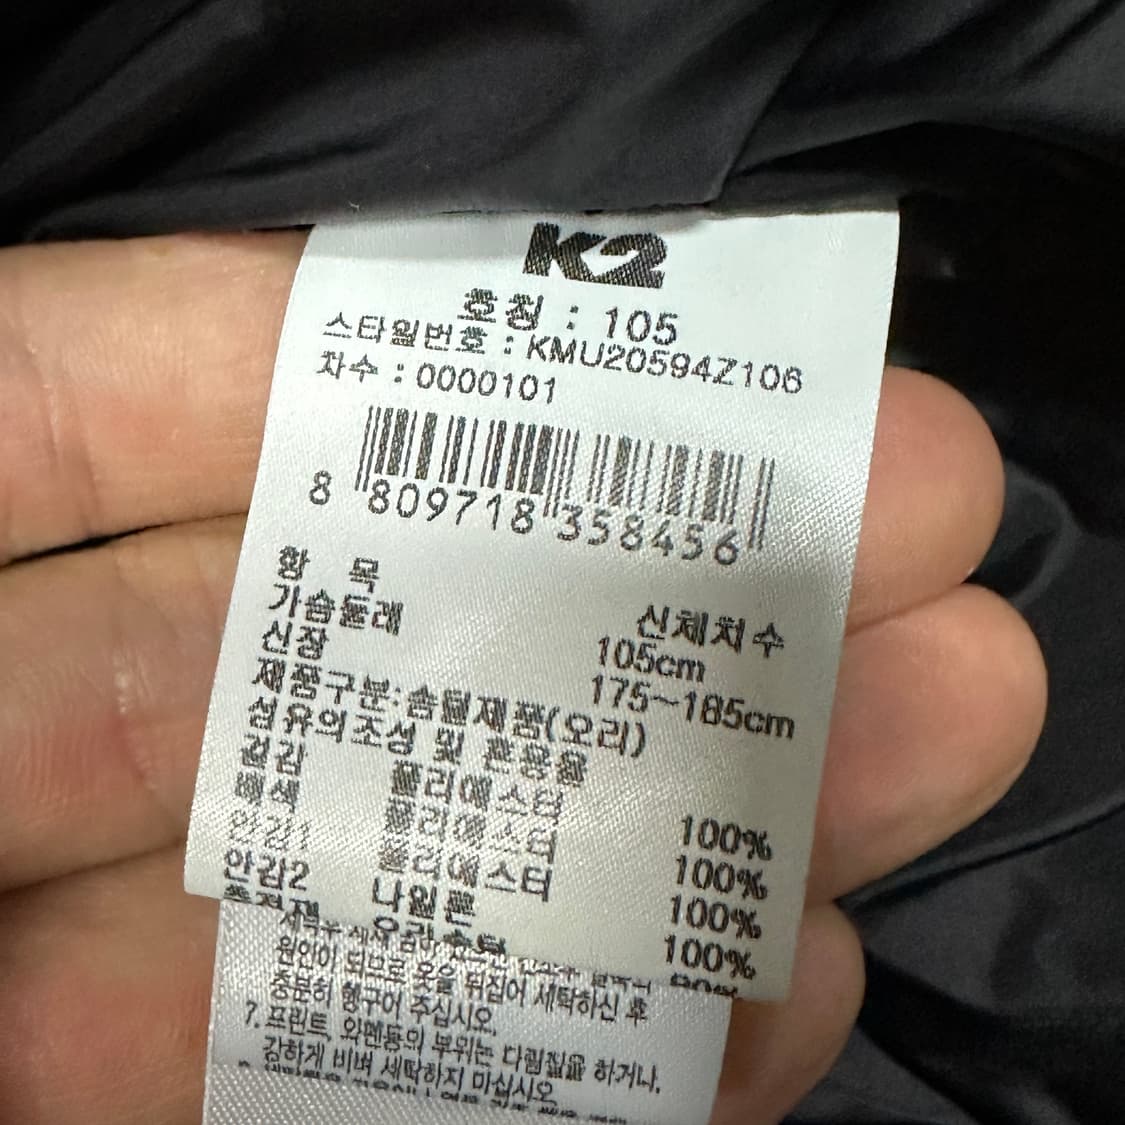 K2
호칭 : 105
스타일번호 : KMU20594Z106
차수 : 0000101
8 809718 358456
항 목
신체치수
가슴둘레
105cm
신장
175~185cm
제품구분:솜털제품(오리)
섬유의조성 및 혼용율
겉감 폴리에스터 100%
배색 폴리에스터 100%
안감1 폴리에스터 100%
안감2 나일론 100%
충전재
원인이 되므로 옷을 뒤집어 세탁하신 후
충분히 헹구어 주십시오.
7. 프린트, 와펜등의 부위는 다림질을 하거나,
강하게 비벼 세탁하지 마십시오